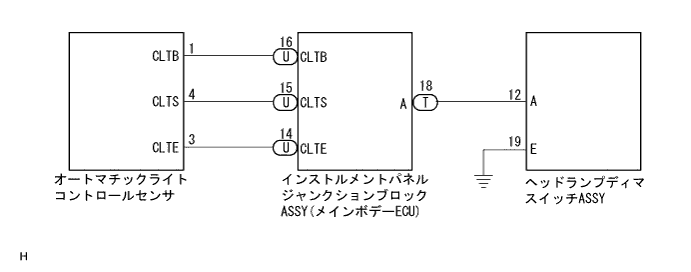 CLTB 1 16 U CLTB
CLTS 4 15 U CLTS
A 18 T 12 A
CLTE 3 14 U CLTE
19 E
オートマチックライト
コントロールセンサ
インストルメントパネル
ジャンクションブロック
ASSY(メインボデーECU)
ヘッドランプディマ
スイッチASSY
H